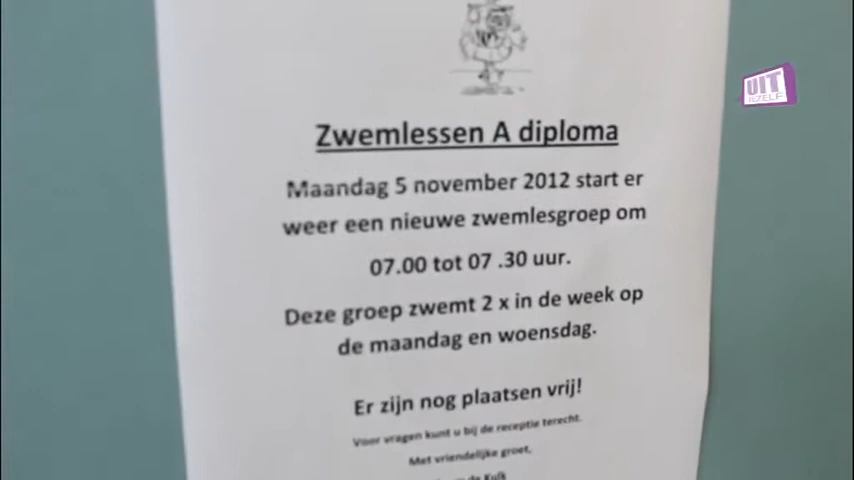 UIT
IJZELF
Zwemlessen A diploma
Maandag 5 november 2012 start er
weer een nieuwe zwemlesgroep om
07.00 tot 07 .30 uur.
Deze groep zwemt 2 x in de week op
de maandag en woensdag.
Er zijn nog plaatsen vrij!
Voor vragen kunt u bij de receptie terecht.
Met vriendelijke groet,
de Kulk